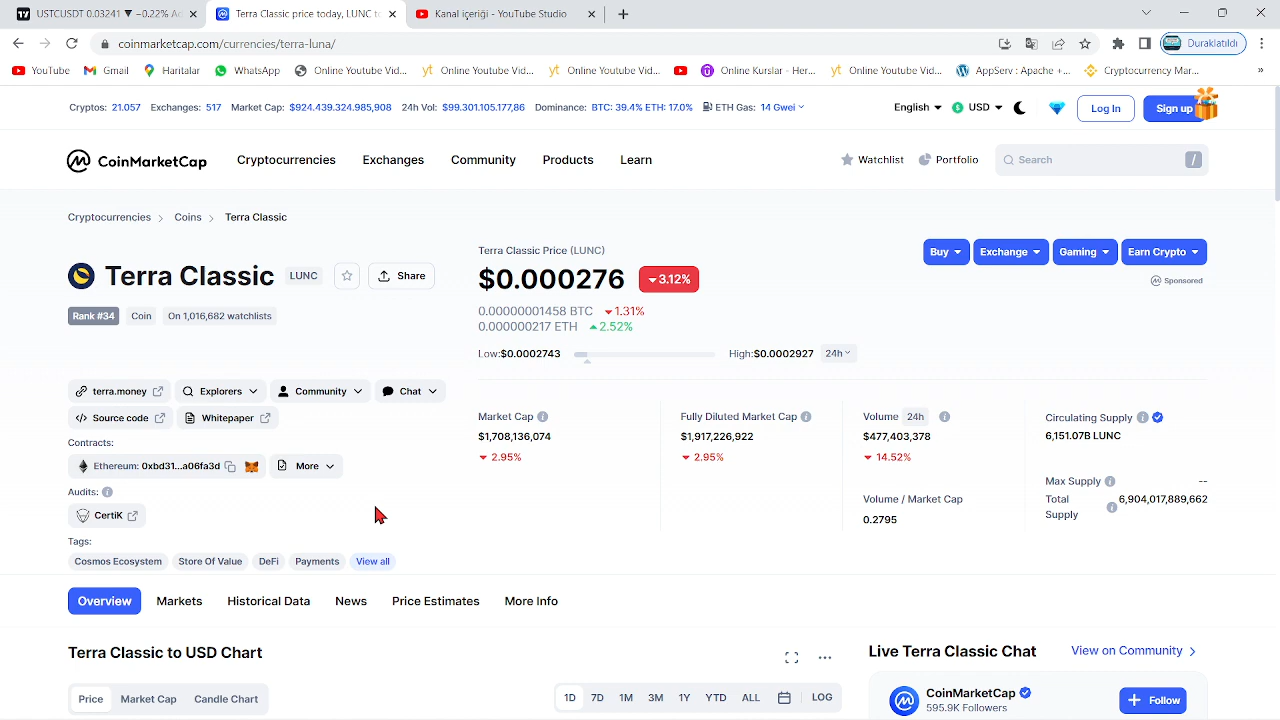 USTCUSDT 0.03241 ▼ −0.22% Ad
Terra Classic price today, LUNC to
Kanal içeriği - YouTube Studio
coinmarketcap.com/currencies/terra-luna/
Duraklatıldı
YouTube Gmail Haritalar WhatsApp Online Youtube Vid... Online Youtube Vid... Online Youtube Vid... Online Kurslar - Her... Online Youtube Vid... AppServ : Apache +... Cryptocurrency Mar... »
Cryptos: 21.057 Exchanges: 517 Market Cap: $924.439.324.985,908 24h Vol: $99.301.105.177,86 Dominance: BTC: 39.4% ETH: 17.0% ETH Gas: 14 Gwei
English USD Log In Sign up
CoinMarketCap Cryptocurrencies Exchanges Community Products Learn Watchlist Portfolio Search /
Cryptocurrencies > Coins > Terra Classic
Terra Classic LUNC Share
Rank #34 Coin On 1,016,682 watchlists
Terra Classic Price (LUNC)
$0.000276 3.12%
0.00000001458 BTC 1.31%
0.000000217 ETH 2.52%
Low:$0.0002743 High:$0.0002927 24h
Buy Exchange Gaming Earn Crypto
Sponsored
terra.money Explorers Community Chat
Source code Whitepaper
Contracts:
Ethereum: 0xbd31...a06fa3d More
Audits:
CertiK
Tags:
Cosmos Ecosystem Store Of Value DeFi Payments View all
Market Cap
$1,708,136,074
2.95%
Fully Diluted Market Cap
$1,917,226,922
2.95%
Volume 24h
$477,403,378
14.52%
Volume / Market Cap
0.2795
Circulating Supply
6,151.07B LUNC
Max Supply --
Total Supply 6,904,017,889,662
Overview Markets Historical Data News Price Estimates More Info
Terra Classic to USD Chart
Price Market Cap Candle Chart
1D 7D 1M 3M 1Y YTD ALL LOG
Live Terra Classic Chat View on Community >
CoinMarketCap
595.9K Followers
+ Follow